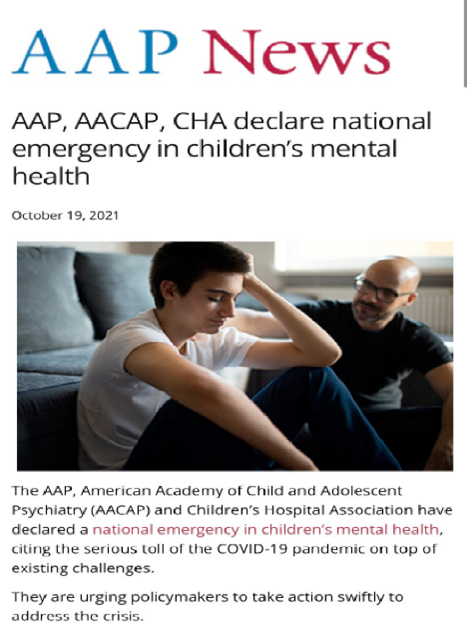 AAP News
AAP, AACAP, CHA declare national
emergency in children's mental
health
October 19, 2021
The AAP, American Academy of Child and Adolescent
Psychiatry (AACAP) and Children's Hospital Association have
declared a national emergency in children's mental health,
citing the serious toll of the COVID-19 pandemic on top of
existing challenges.
They are urging policymakers to take action swiftly to
address the crisis.